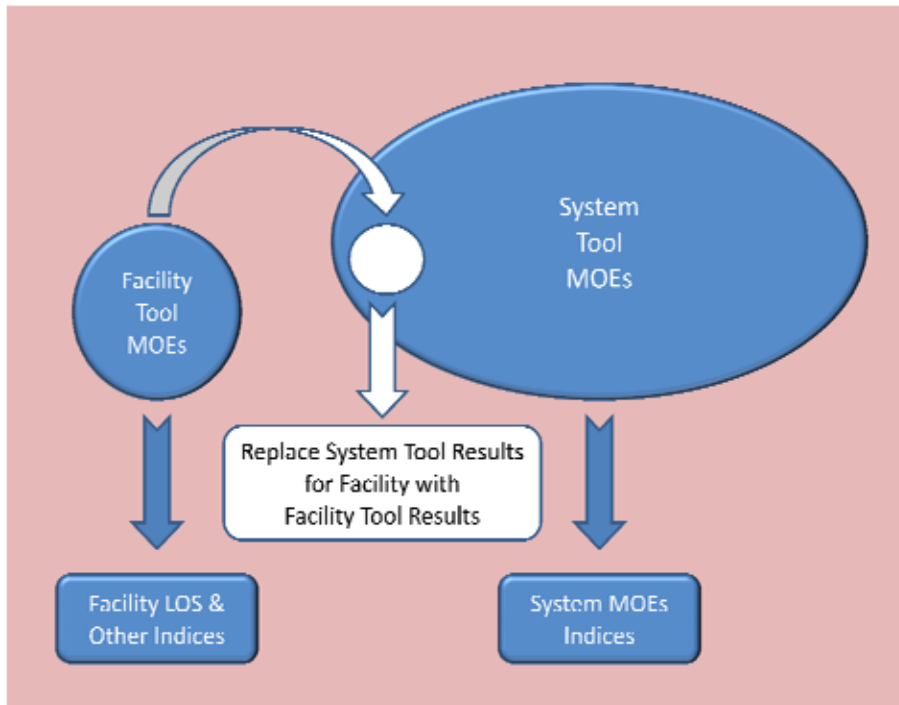 System
Tool
MOEs
Facility
Tool
MOEs
Replace System Tool Results
for Facility with
Facility Tool Results
Facility LOS &
Other Indices
System MOEs
Indices